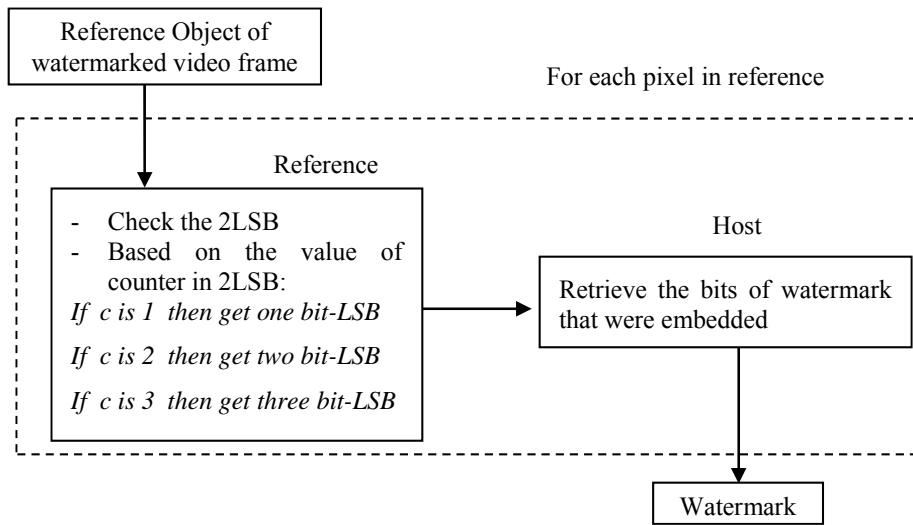 Reference Object of
watermarked video frame
For each pixel in reference
Reference
- Check the 2LSB
- Based on the value of
counter in 2LSB:
If c is 1 then get one bit-LSB
If c is 2 then get two bit-LSB
If c is 3 then get three bit-LSB
Host
Retrieve the bits of watermark
that were embedded
Watermark